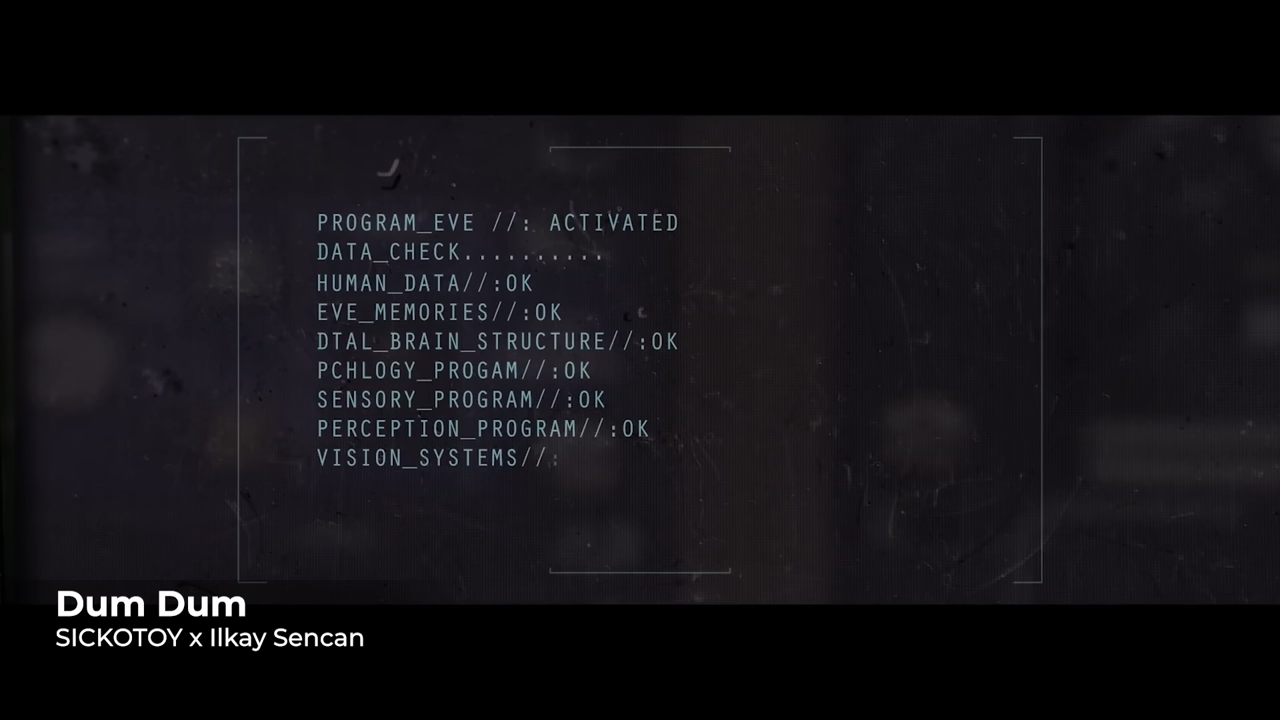 PROGRAM_EVE //: ACTIVATED
DATA_CHECK..........
HUMAN_DATA//:OK
EVE_MEMORIES//:OK
DTAL_BRAIN_STRUCTURE//:OK
PCHLOGY_PROGAM//:OK
SENSORY_PROGRAM//:OK
PERCEPTION_PROGRAM//:OK
VISION_SYSTEMS//:
Dum Dum
SICKOTOY x Ilkay Sencan